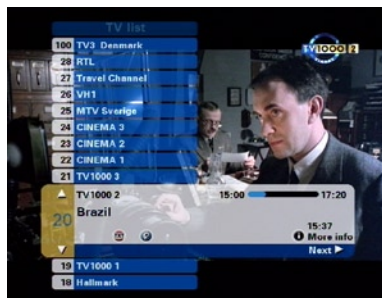 TV list
100 TV3 Denmark
28 RTL
27 Travel Channel
26 VH1
25 MTV Sverige
24 CINEMA 3
23 CINEMA 2
22 CINEMA 1
21 TV1000 3
TV1000 2
TV1000 2 15:00 17:20
20 Brazil
15:37
More info
Next
19 TV1000 1
18 Hallmark